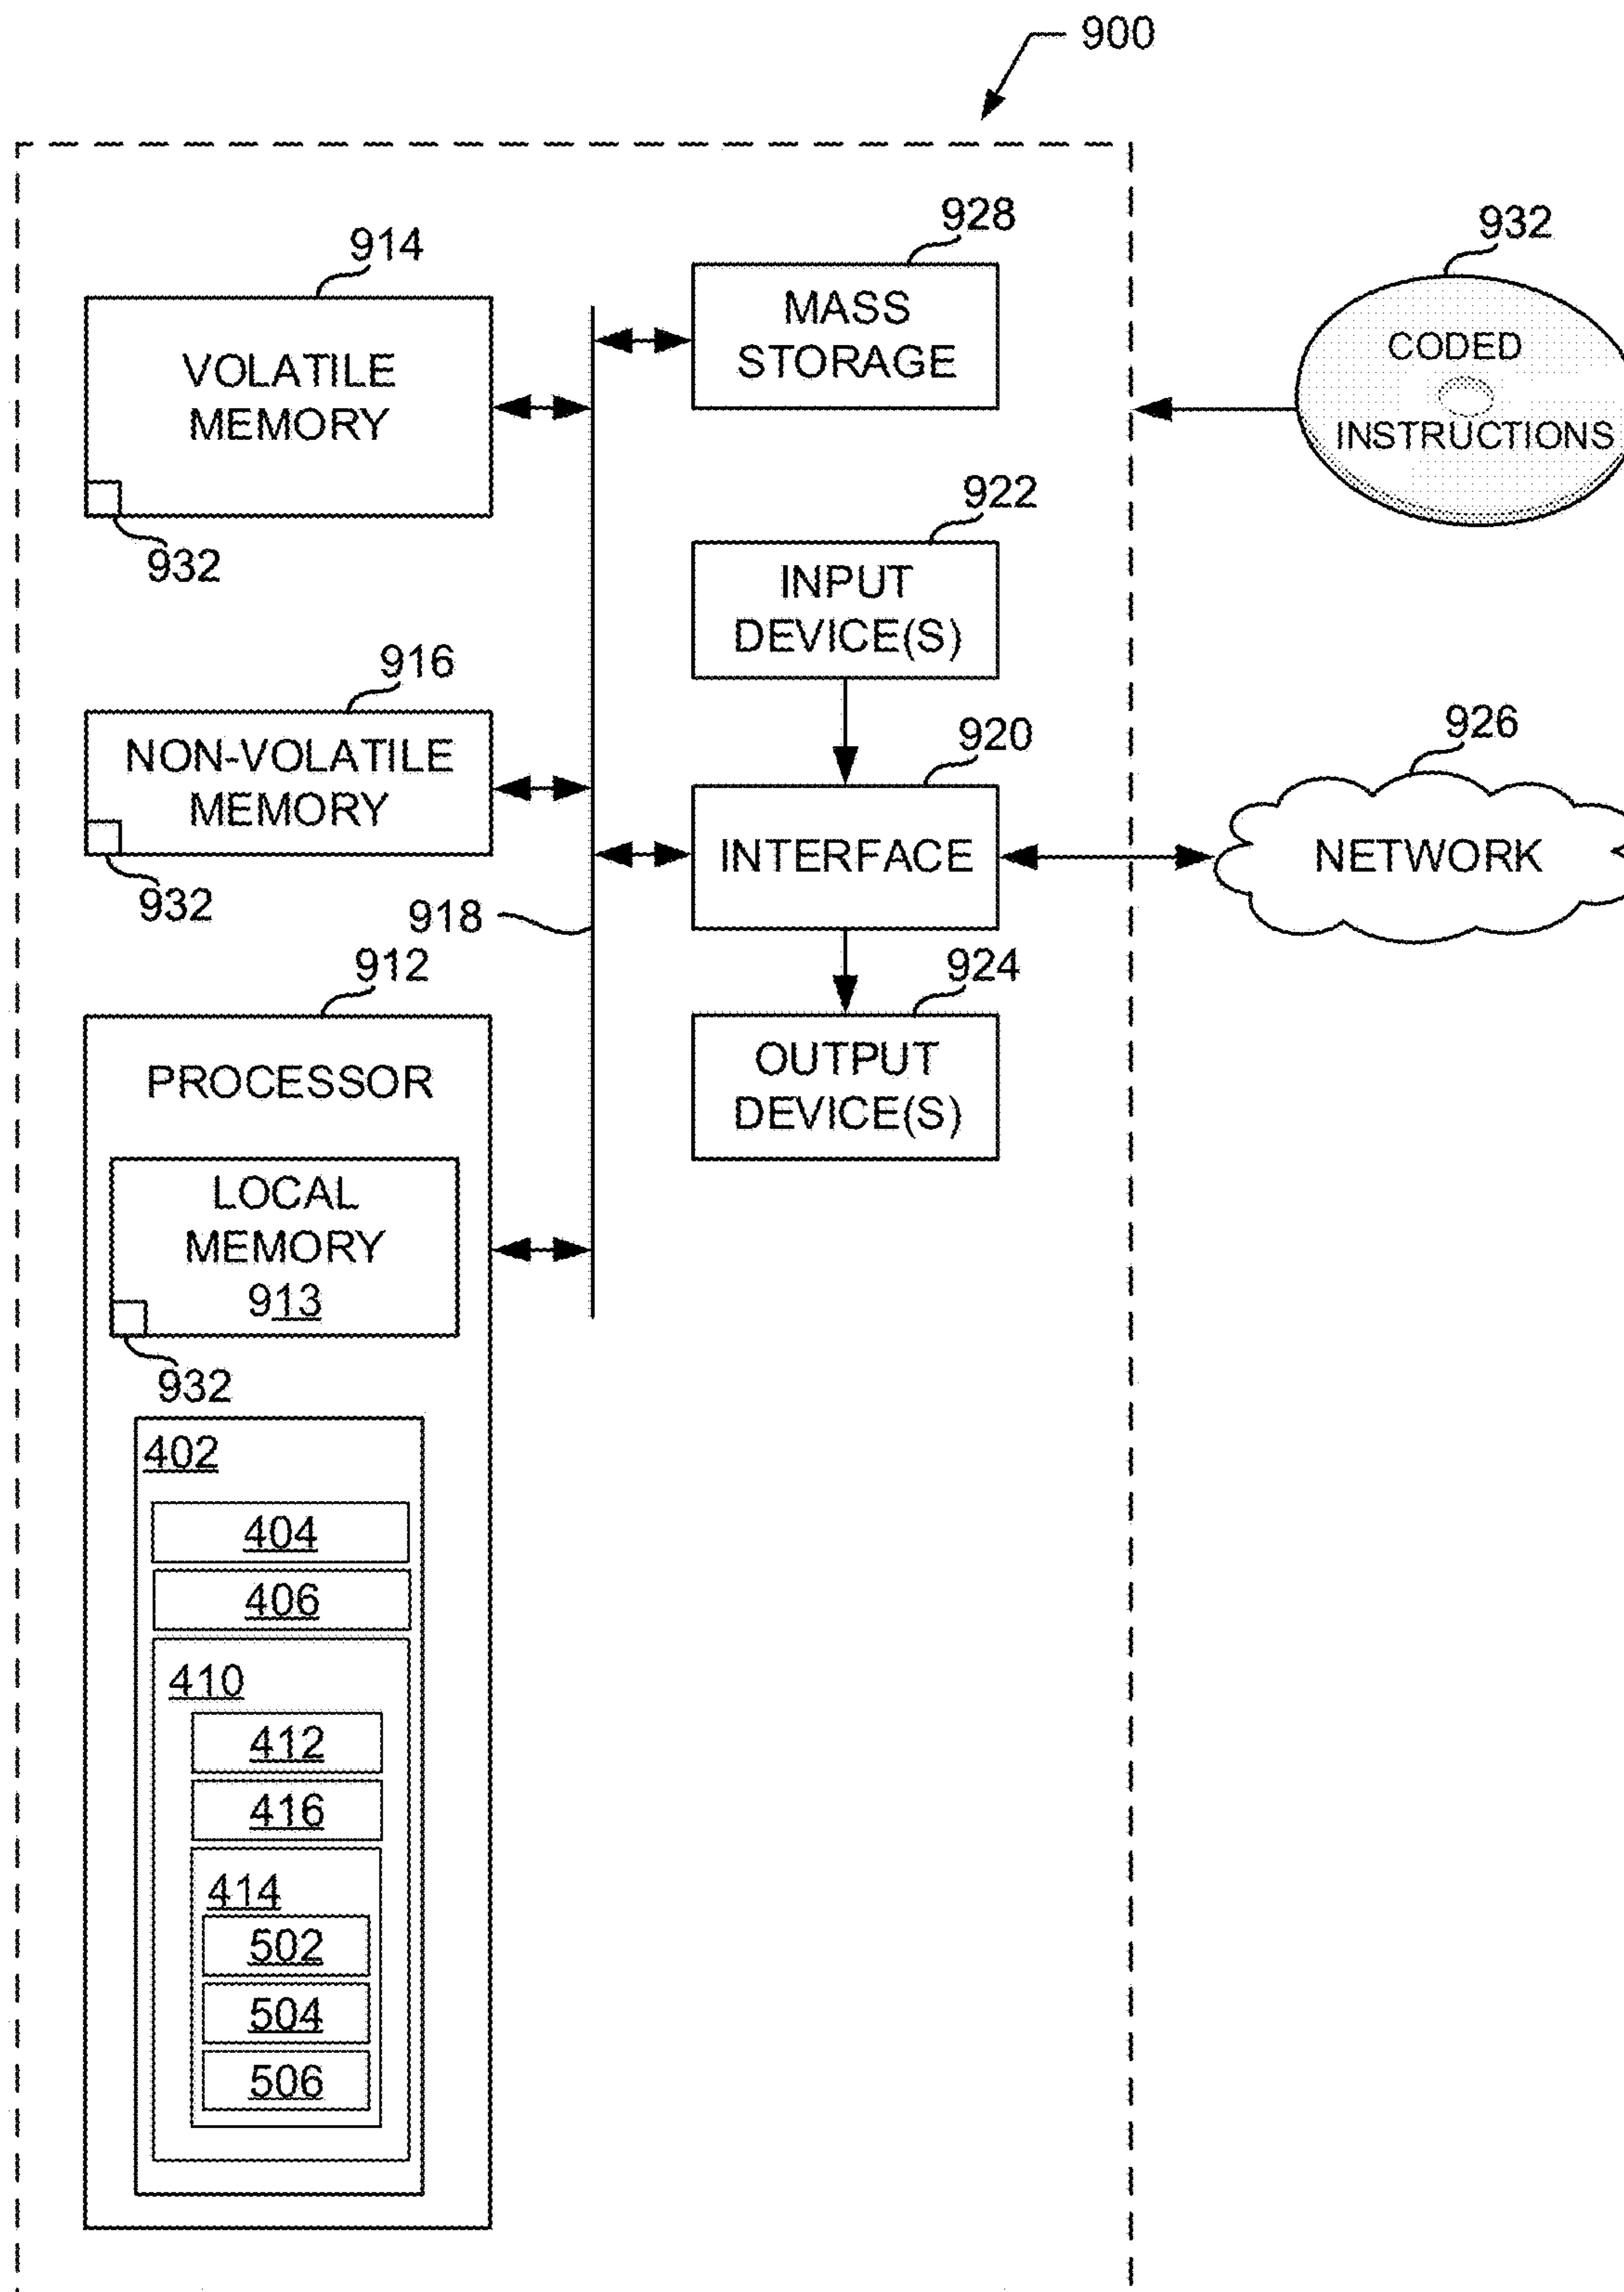 900
914
VOLATILE
MEMORY
932
928
MASS
STORAGE
932
CODED
INSTRUCTIONS
922
INPUT
DEVICE(S)
916
NON-VOLATILE
MEMORY
932
920
INTERFACE
926
NETWORK
918
924
OUTPUT
DEVICE(S)
912
PROCESSOR
LOCAL
MEMORY
913
932
402
404
406
410
412
416
414
502
504
506